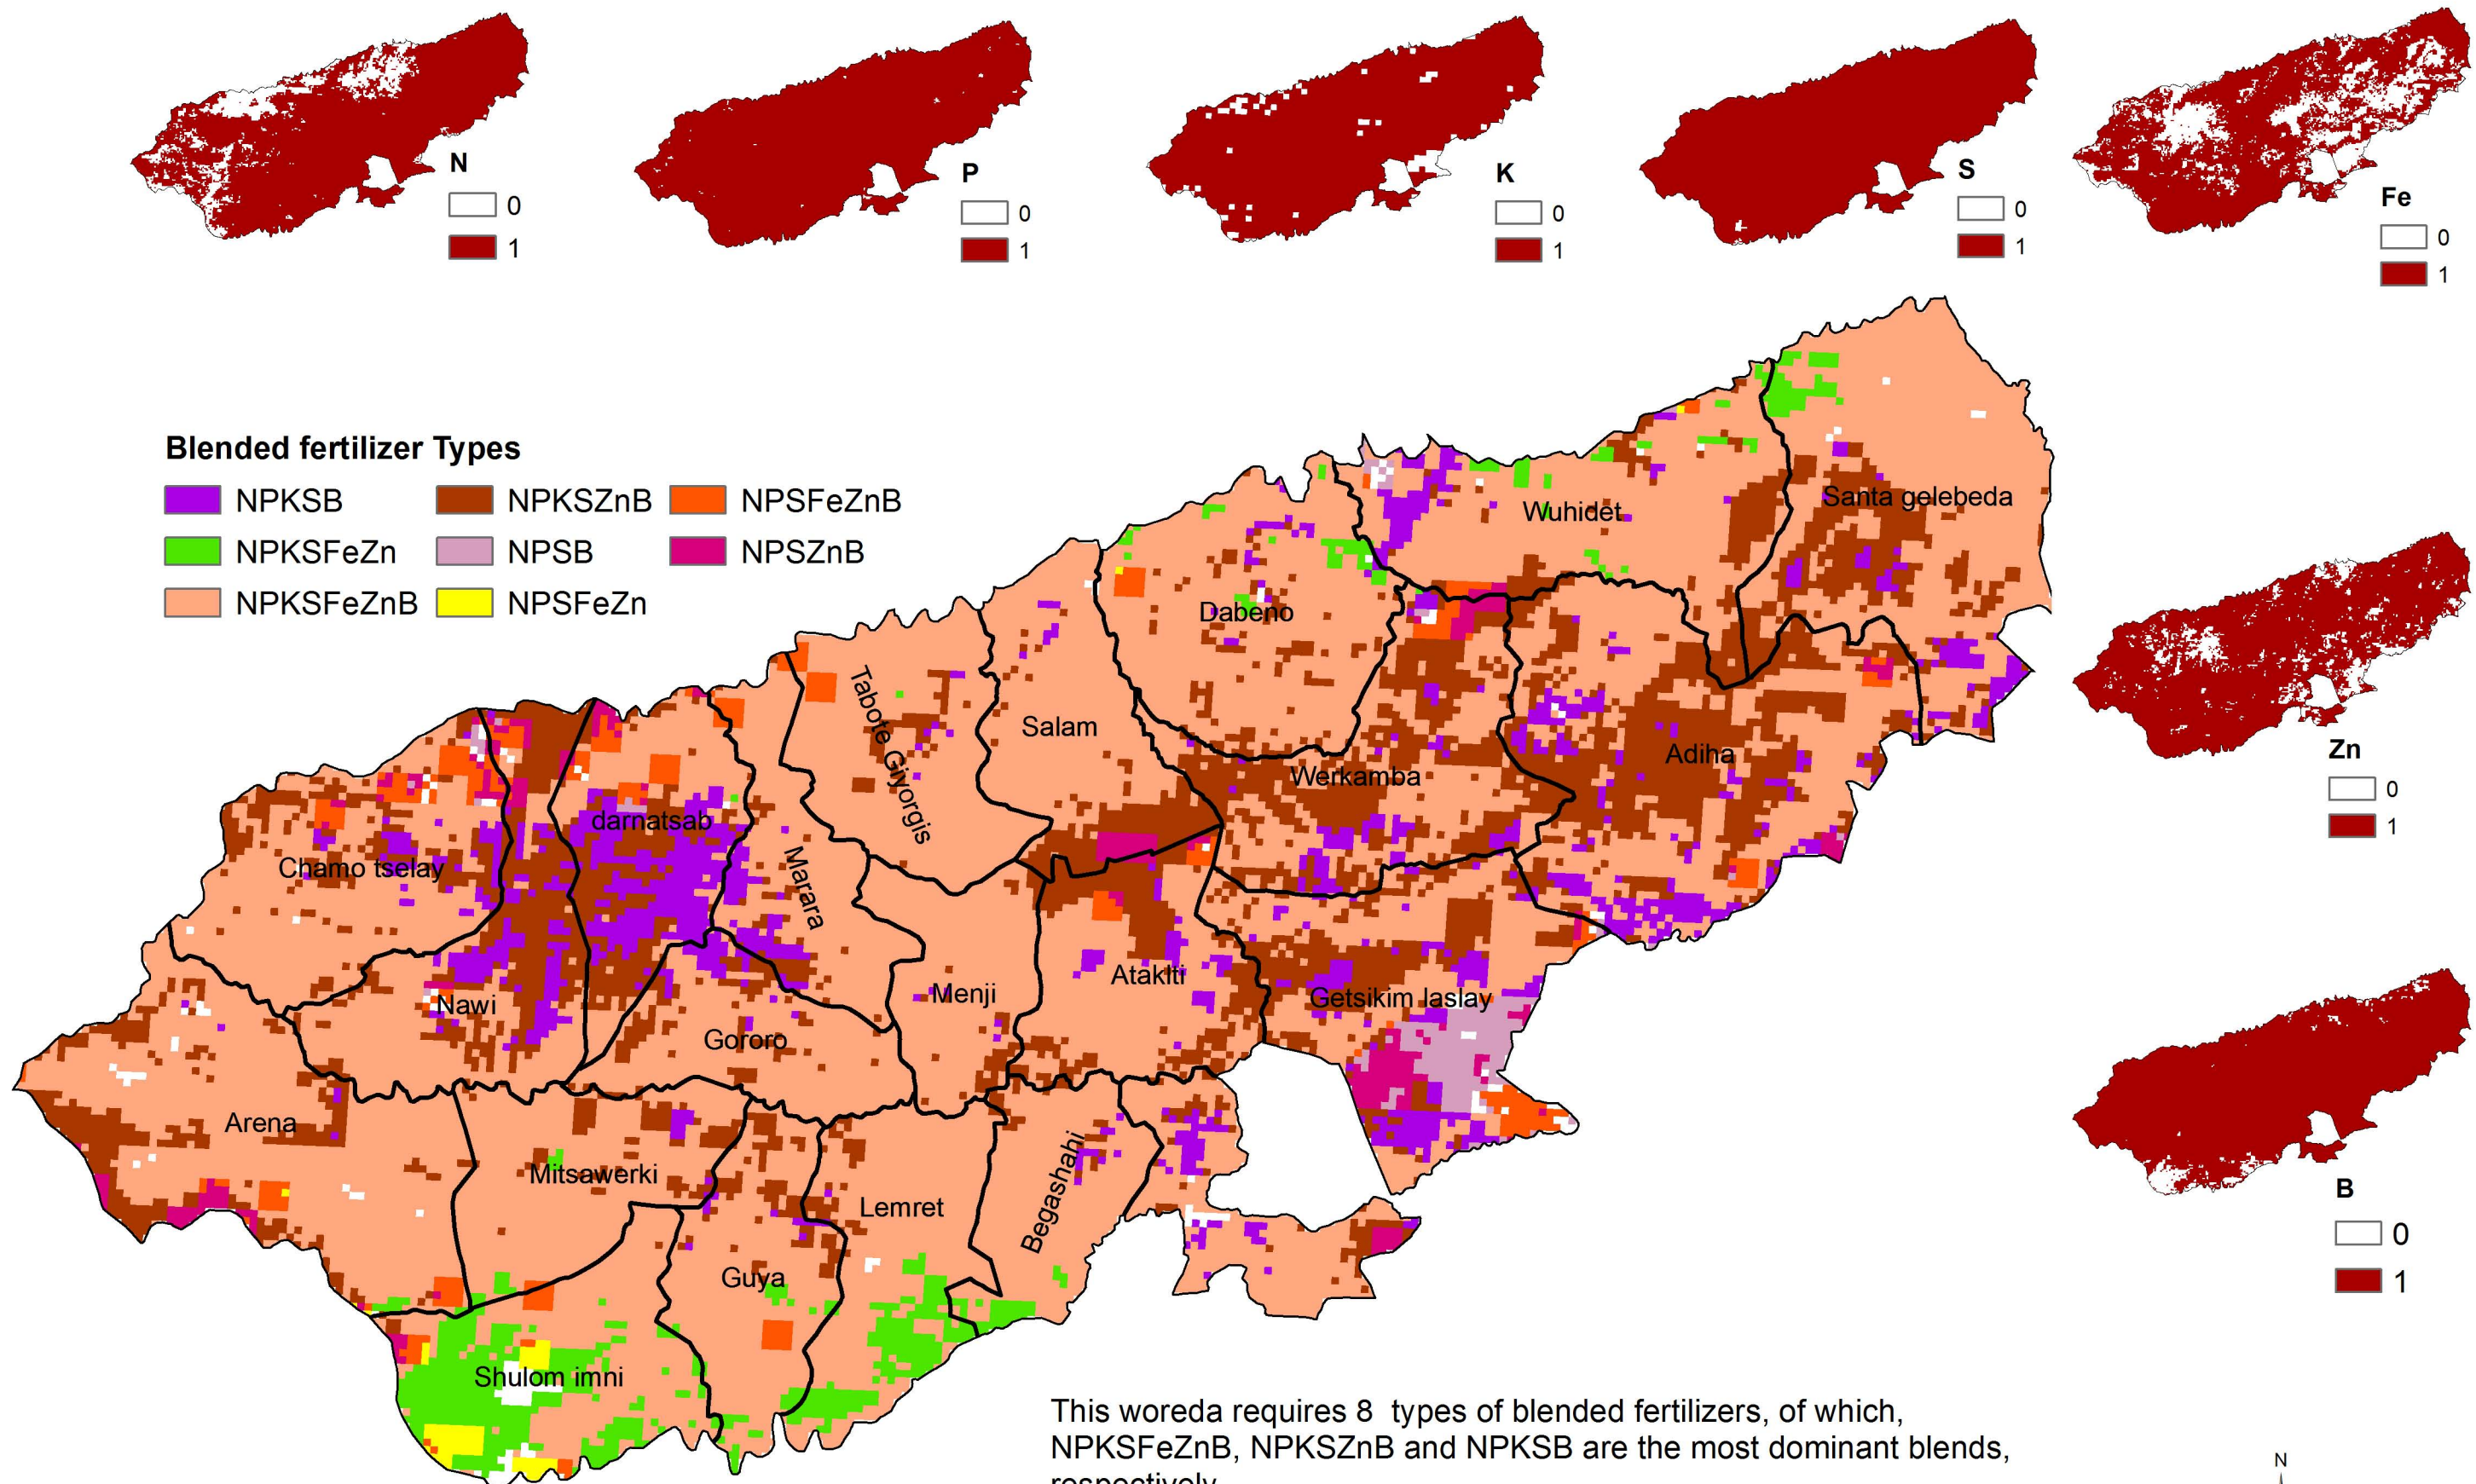 N
0
1
P
0
1
K
0
1
S
0
1
Fe
0
1
Blended fertilizer Types
NPKSB
NPKSZnB
NPSFeZnB
NPKSFeZn
NPSB
NPSZnB
NPKSFeZnB
NPSFeZn
Santa gelebeda
Wuhidet
Dabeno
Tabote Giyorgis
Salam
Werkamba
Adiha
darnatsab
Chamo tselay
Marara
Menji
Ataklti
Getsikim laslay
Nawi
Gororo
Arena
Mitsawerki
Lemret
Begashahi
Guya
Shulom imni
Zn
0
1
B
0
1
This woreda requires 8 types of blended fertilizers, of which,
NPKSFeZnB, NPKSZnB and NPKSB are the most dominant blends,
respectively
N